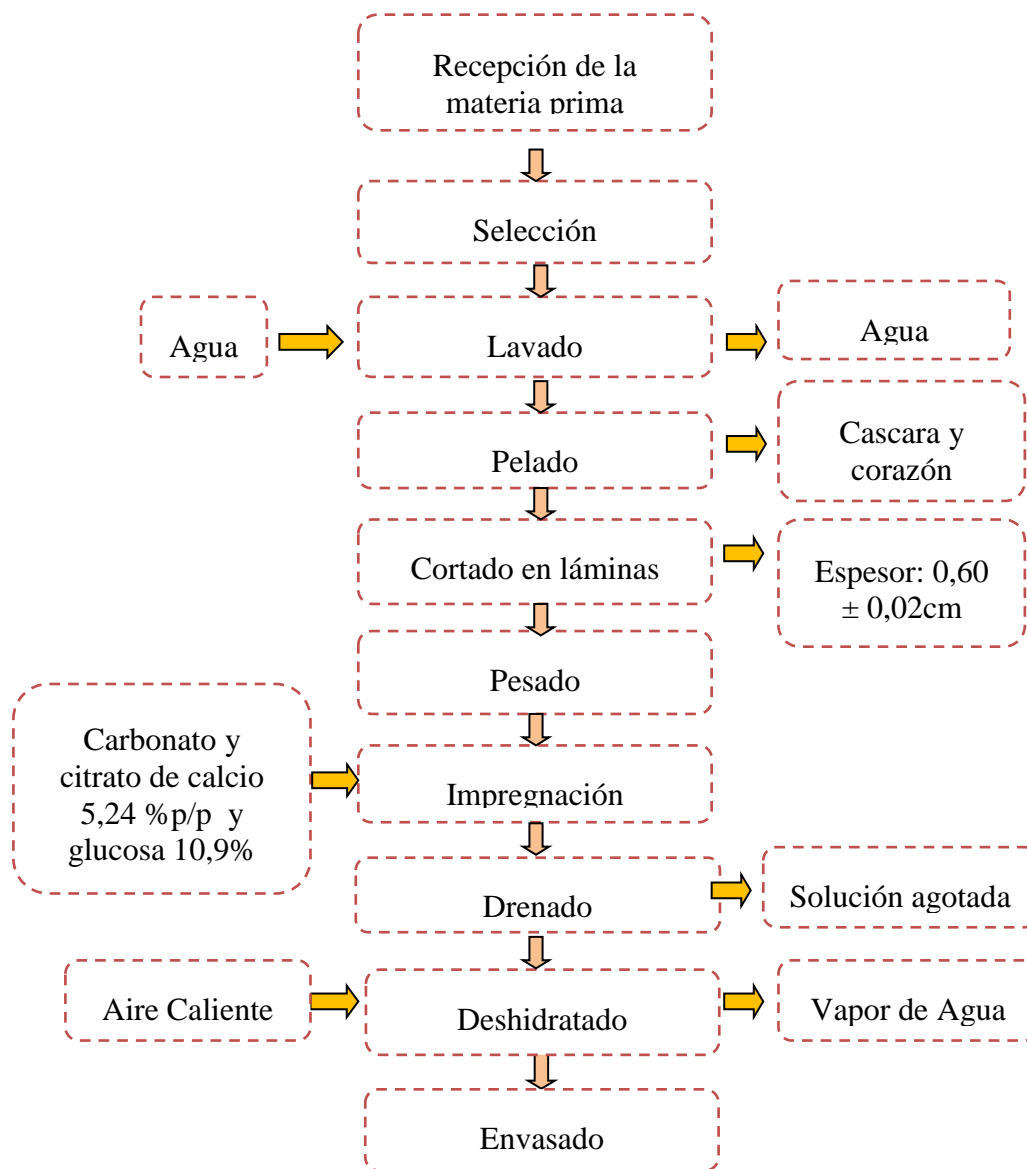 Recepción de la
materia prima
Selección
Agua
Lavado
Agua
Pelado
Cascara y
corazón
Cortado en láminas
Espesor: 0,60
± 0,02cm
Pesado
Carbonato y
citrato de calcio
5,24 %p/p y
glucosa 10,9%
Impregnación
Drenado
Solución agotada
Aire Caliente
Deshidratado
Vapor de Agua
Envasado